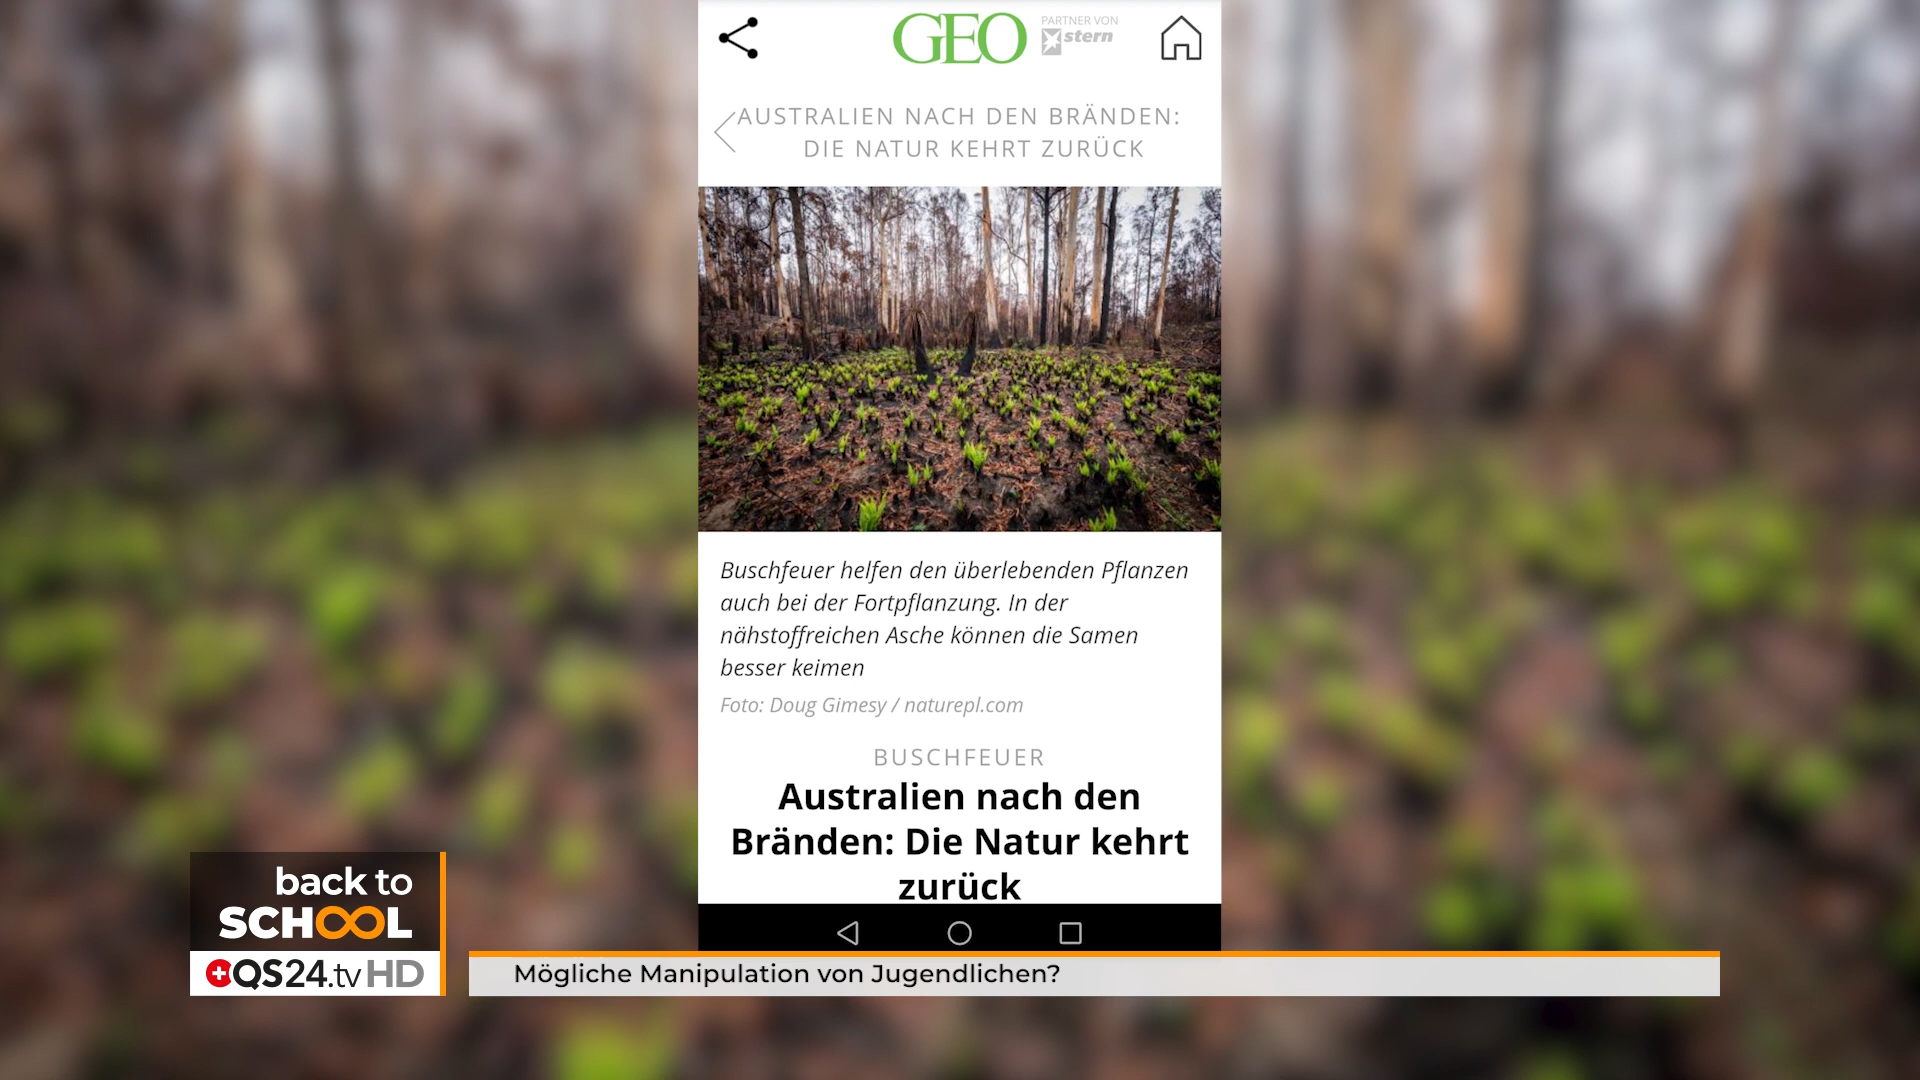 GEO
PARTNER VON
stern
AUSTRALIEN NACH DEN BRÄNDEN:
DIE NATUR KEHRT ZURÜCK
Buschfeuer helfen den überlebenden Pflanzen
auch bei der Fortpflanzung. In der
nähstoffreichen Asche können die Samen
besser keimen
Foto: Doug Gimesy / naturepl.com
BUSCHFEUER
Australien nach den
Bränden: Die Natur kehrt
zurück
back to
SCHOOL
QS24.tv HD
Mögliche Manipulation von Jugendlichen?